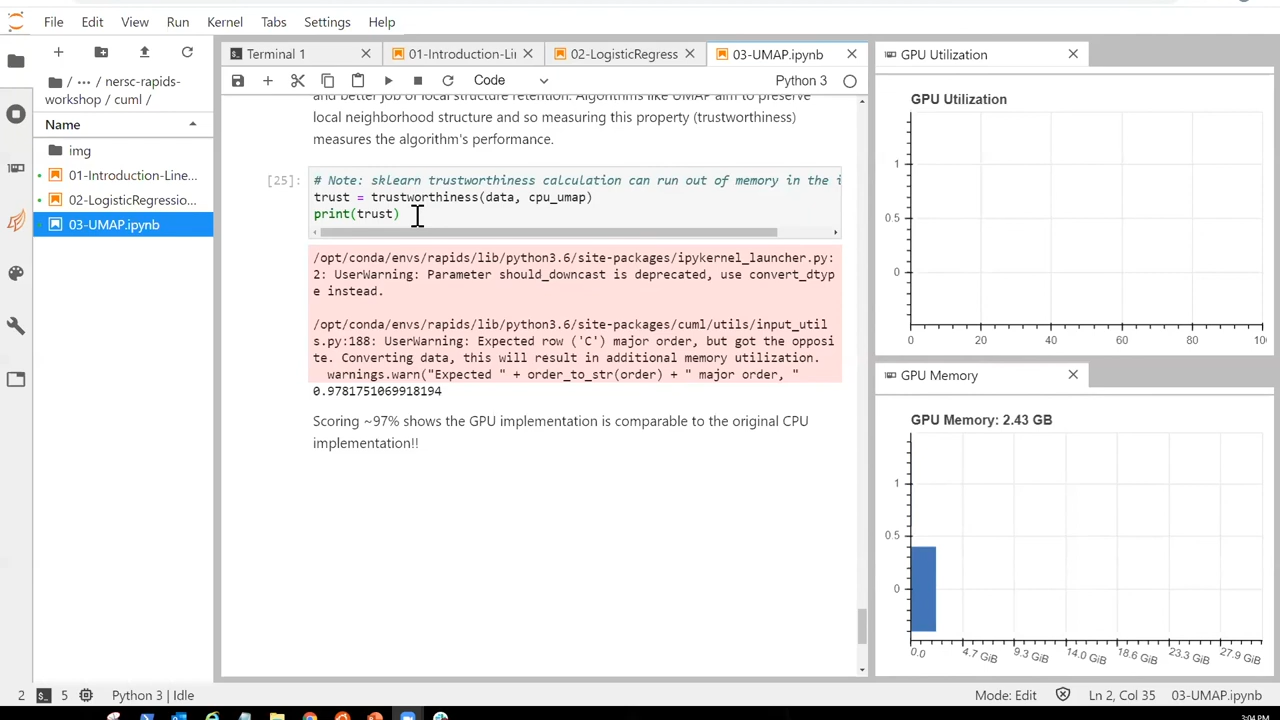 File Edit View Run Kernel Tabs Settings Help
/ ··· / nersc-rapids-
workshop / cuml /
Name
img
01-Introduction-Line...
02-LogisticRegressio...
03-UMAP.ipynb
Terminal 1
01-Introduction-Li
02-LogisticRegress
03-UMAP.ipynb
Code
Python 3
and better job of local structure retention. Algorithms like UMAP aim to preserve
local neighborhood structure and so measuring this property (trustworthiness)
measures the algorithm's performance.
[25]:
# Note: sklearn trustworthiness calculation can run out of memory in the i
trust = trustworthiness(data, cpu_umap)
print(trust)
/opt/conda/envs/rapids/lib/python3.6/site-packages/ipykernel_launcher.py:
2: UserWarning: Parameter should_downcast is deprecated, use convert_dtyp
e instead.
/opt/conda/envs/rapids/lib/python3.6/site-packages/cuml/utils/input_util
s.py:188: UserWarning: Expected row ('C') major order, but got the opposi
te. Converting data, this will result in additional memory utilization.
warnings.warn("Expected " + order_to_str(order) + " major order, "
0.9781751069918194
Scoring ~97% shows the GPU implementation is comparable to the original CPU
implementation!!
GPU Utilization
GPU Utilization
1
0.5
0
0 20 40 60 80 10
GPU Memory
GPU Memory: 2.43 GB
1
0.5
0
0.0 4.7 GiB 9.3 GiB 14.0 GiB 18.6 GiB 23.3 GiB 27.9 GiB
2 5 Python 3 | Idle
Mode: Edit Ln 2, Col 35 03-UMAP.ipynb
3:04 PM